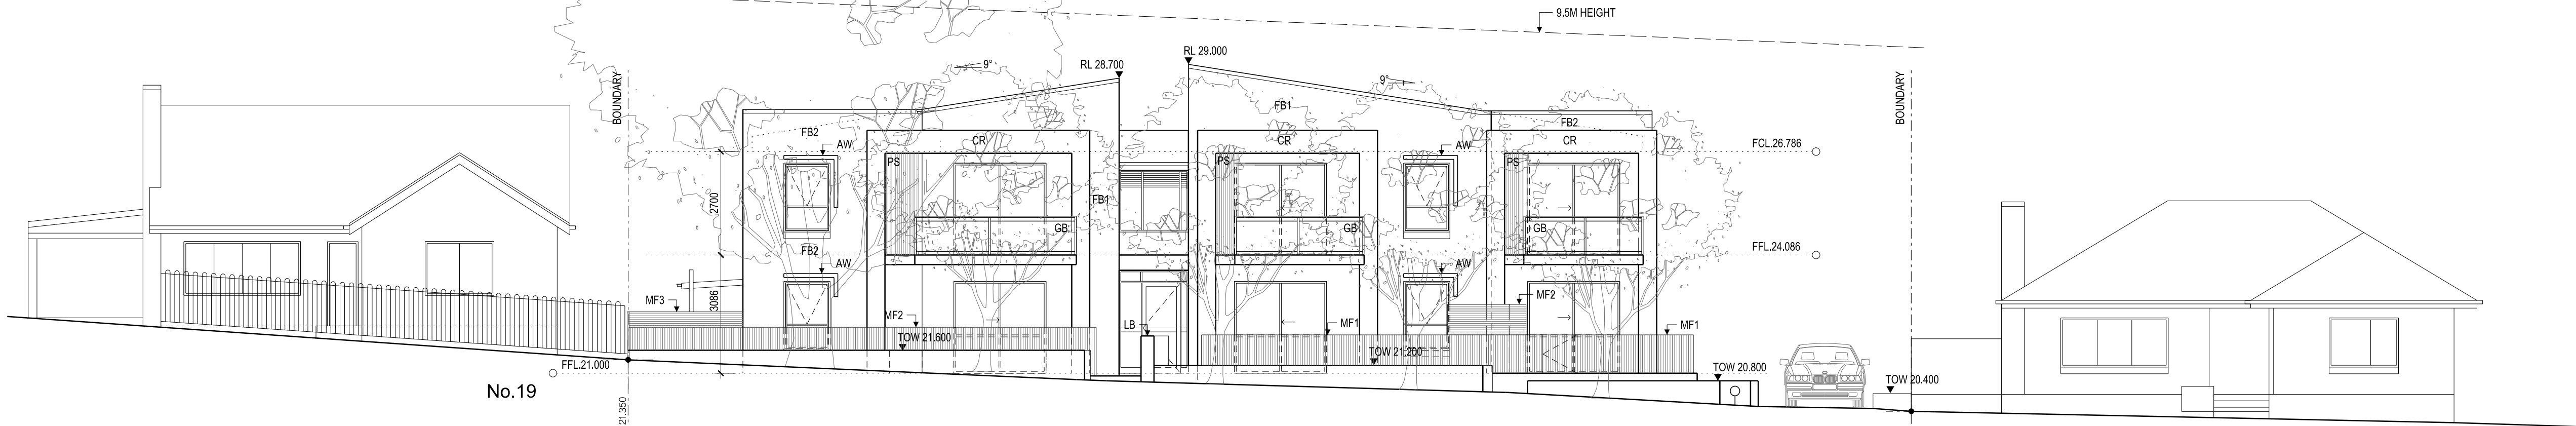 9.5M HEIGHT
RL 29.000
RL 28.700
9°
9°
BOUNDARY
BOUNDARY
FB1
FB2
FB2
CR
CR
CR
AW
AW
FCL.26.786
PS
PS
PS
2700
FB1
GB
GB
GB
FB2
FFL.24.086
AW
AW
MF3
3086
MF2
MF2
LB
MF1
MF1
TOW 21.600
TOW 21.200
FFL.21.000
TOW 20.800
TOW 20.400
No.19
21.350